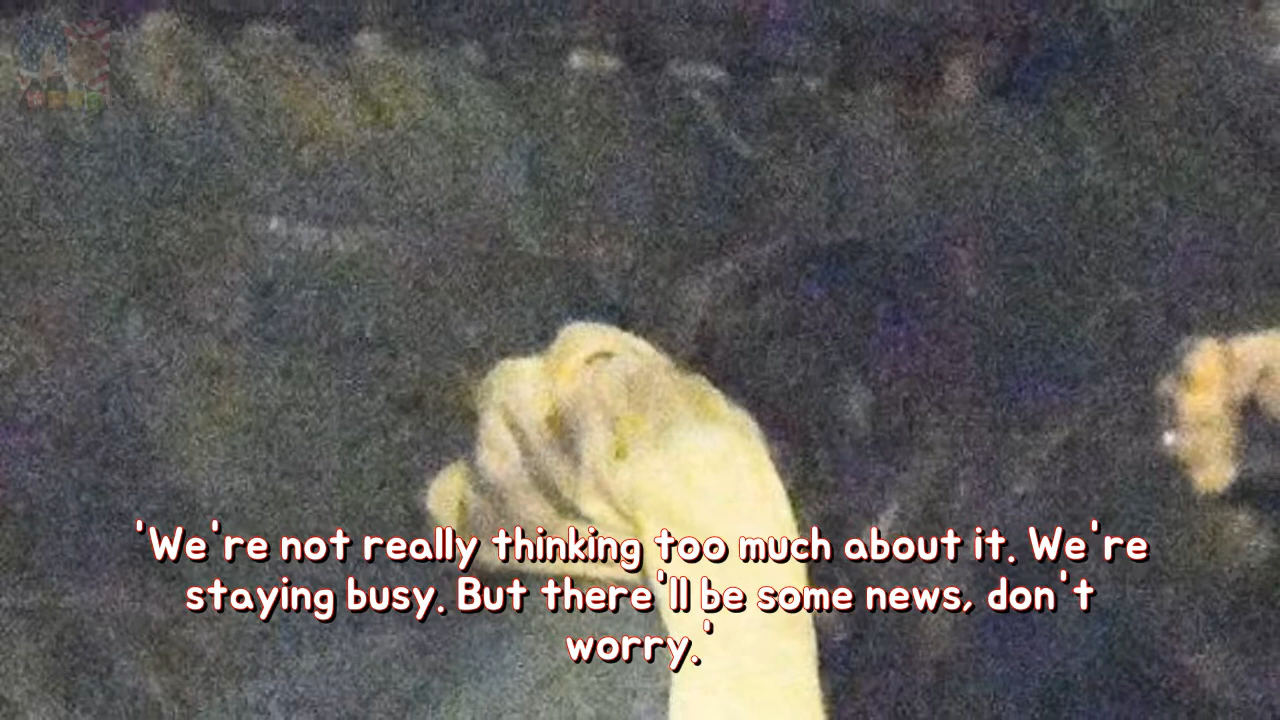 'We're not really thinking too much about it. We're
staying busy. But there'll be some news, don't
worry.'